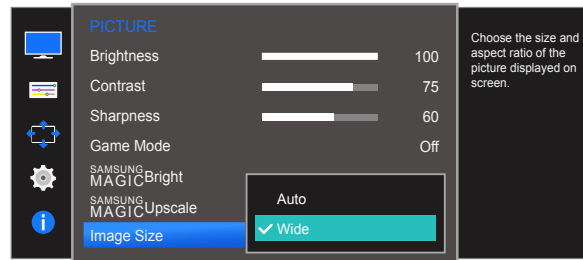 PICTURE
Brightness 100
Contrast 75
Sharpness 60
Game Mode Off
SAMSUNG
MAGICBright
SAMSUNG
MAGICUpscale
Image Size
Auto
Wide
Choose the size and
aspect ratio of the
picture displayed on
screen.